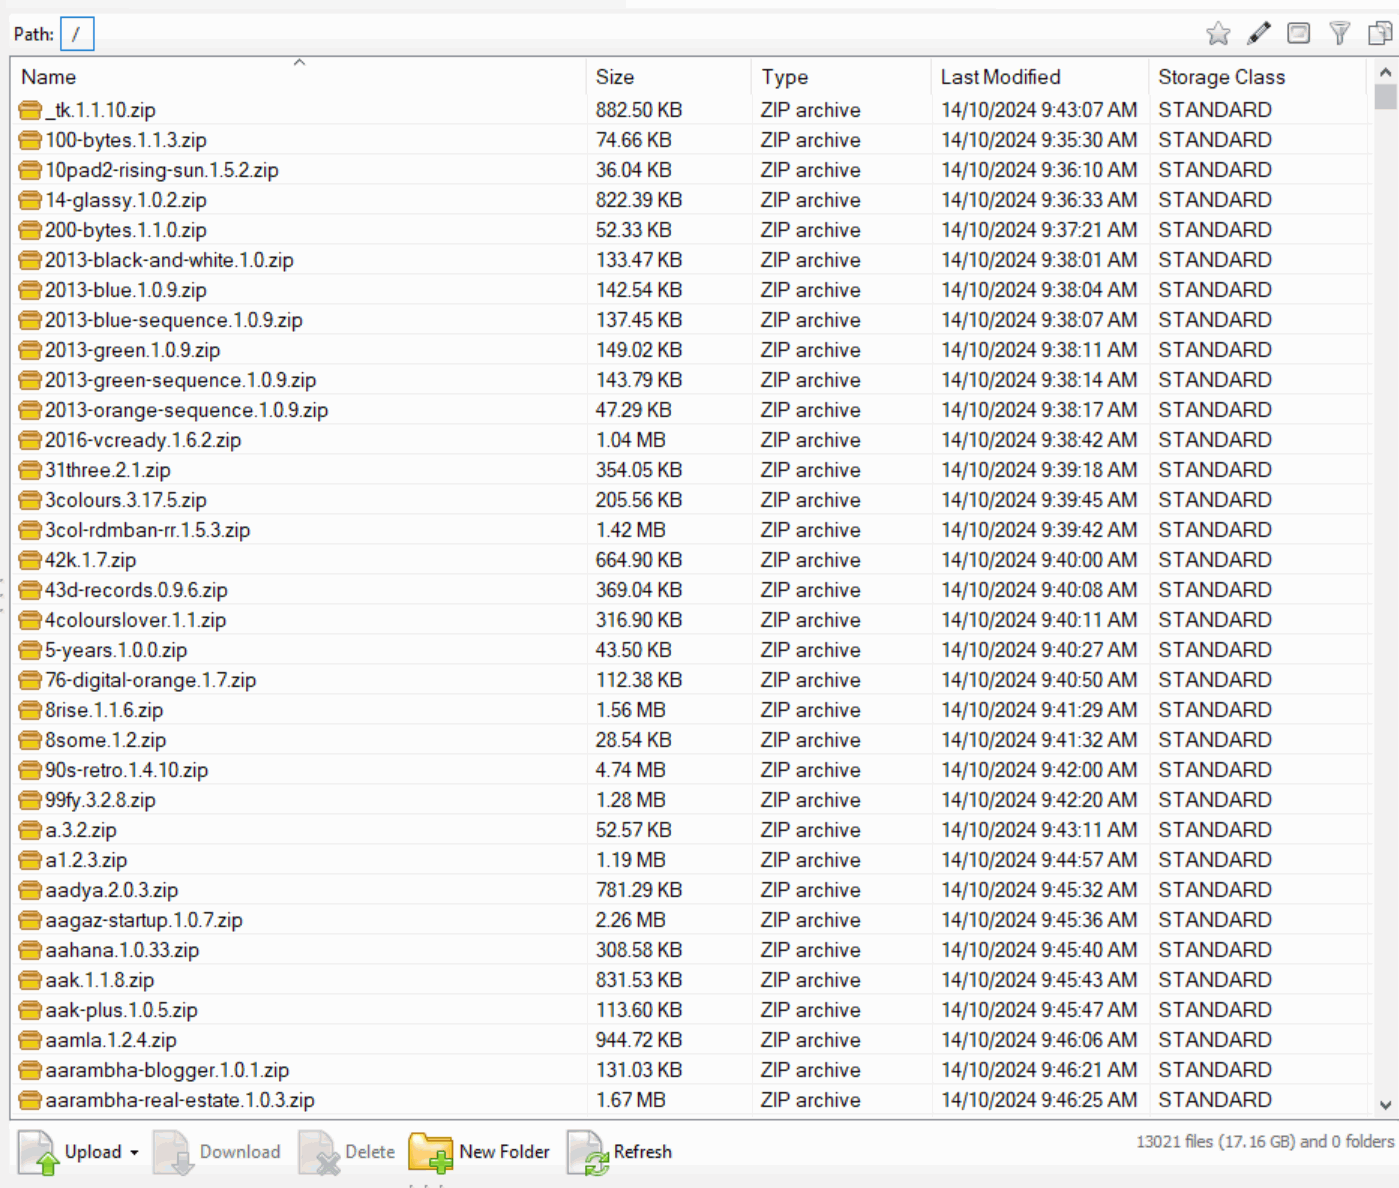 Path: /
Name Size Type Last Modified Storage Class
_tk.1.1.10.zip 882.50 KB ZIP archive 14/10/2024 9:43:07 AM STANDARD
100-bytes.1.1.3.zip 74.66 KB ZIP archive 14/10/2024 9:35:30 AM STANDARD
10pad2-rising-sun.1.5.2.zip 36.04 KB ZIP archive 14/10/2024 9:36:10 AM STANDARD
14-glassy.1.0.2.zip 822.39 KB ZIP archive 14/10/2024 9:36:33 AM STANDARD
200-bytes.1.1.0.zip 52.33 KB ZIP archive 14/10/2024 9:37:21 AM STANDARD
2013-black-and-white.1.0.zip 133.47 KB ZIP archive 14/10/2024 9:38:01 AM STANDARD
2013-blue.1.0.9.zip 142.54 KB ZIP archive 14/10/2024 9:38:04 AM STANDARD
2013-blue-sequence.1.0.9.zip 137.45 KB ZIP archive 14/10/2024 9:38:07 AM STANDARD
2013-green.1.0.9.zip 149.02 KB ZIP archive 14/10/2024 9:38:11 AM STANDARD
2013-green-sequence.1.0.9.zip 143.79 KB ZIP archive 14/10/2024 9:38:14 AM STANDARD
2013-orange-sequence.1.0.9.zip 47.29 KB ZIP archive 14/10/2024 9:38:17 AM STANDARD
2016-vcready.1.6.2.zip 1.04 MB ZIP archive 14/10/2024 9:38:42 AM STANDARD
31three.2.1.zip 354.05 KB ZIP archive 14/10/2024 9:39:18 AM STANDARD
3colours.3.17.5.zip 205.56 KB ZIP archive 14/10/2024 9:39:45 AM STANDARD
3col-rdmban-rr.1.5.3.zip 1.42 MB ZIP archive 14/10/2024 9:39:42 AM STANDARD
42k.1.7.zip 664.90 KB ZIP archive 14/10/2024 9:40:00 AM STANDARD
43d-records.0.9.6.zip 369.04 KB ZIP archive 14/10/2024 9:40:08 AM STANDARD
4colourslover.1.1.zip 316.90 KB ZIP archive 14/10/2024 9:40:11 AM STANDARD
5-years.1.0.0.zip 43.50 KB ZIP archive 14/10/2024 9:40:27 AM STANDARD
76-digital-orange.1.7.zip 112.38 KB ZIP archive 14/10/2024 9:40:50 AM STANDARD
8rise.1.1.6.zip 1.56 MB ZIP archive 14/10/2024 9:41:29 AM STANDARD
8some.1.2.zip 28.54 KB ZIP archive 14/10/2024 9:41:32 AM STANDARD
90s-retro.1.4.10.zip 4.74 MB ZIP archive 14/10/2024 9:42:00 AM STANDARD
99fy.3.2.8.zip 1.28 MB ZIP archive 14/10/2024 9:42:20 AM STANDARD
a.3.2.zip 52.57 KB ZIP archive 14/10/2024 9:43:11 AM STANDARD
a1.2.3.zip 1.19 MB ZIP archive 14/10/2024 9:44:57 AM STANDARD
aadya.2.0.3.zip 781.29 KB ZIP archive 14/10/2024 9:45:32 AM STANDARD
aagaz-startup.1.0.7.zip 2.26 MB ZIP archive 14/10/2024 9:45:36 AM STANDARD
aahana.1.0.33.zip 308.58 KB ZIP archive 14/10/2024 9:45:40 AM STANDARD
aak.1.1.8.zip 831.53 KB ZIP archive 14/10/2024 9:45:43 AM STANDARD
aak-plus.1.0.5.zip 113.60 KB ZIP archive 14/10/2024 9:45:47 AM STANDARD
aamla.1.2.4.zip 944.72 KB ZIP archive 14/10/2024 9:46:06 AM STANDARD
aarambha-blogger.1.0.1.zip 131.03 KB ZIP archive 14/10/2024 9:46:21 AM STANDARD
aarambha-real-estate.1.0.3.zip 1.67 MB ZIP archive 14/10/2024 9:46:25 AM STANDARD
Upload Download Delete New Folder Refresh 13021 files (17.16 GB) and 0 folders